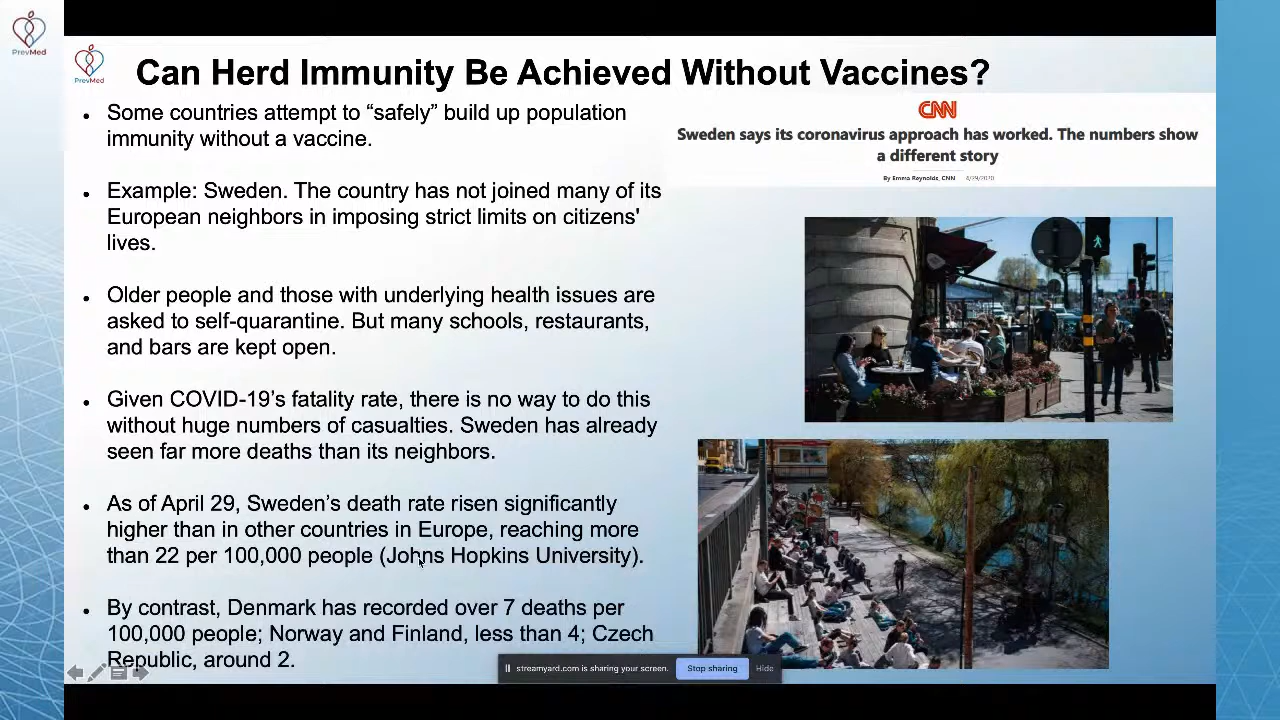 PrevMed
PrevMed
Can Herd Immunity Be Achieved Without Vaccines?
Some countries attempt to “safely” build up population
immunity without a vaccine.
Example: Sweden. The country has not joined many of its
European neighbors in imposing strict limits on citizens'
lives.
Older people and those with underlying health issues are
asked to self-quarantine. But many schools, restaurants,
and bars are kept open.
Given COVID-19’s fatality rate, there is no way to do this
without huge numbers of casualties. Sweden has already
seen far more deaths than its neighbors.
As of April 29, Sweden’s death rate risen significantly
higher than in other countries in Europe, reaching more
than 22 per 100,000 people (Johns Hopkins University).
By contrast, Denmark has recorded over 7 deaths per
100,000 people; Norway and Finland, less than 4; Czech
Republic, around 2.
CNN
Sweden says its coronavirus approach has worked. The numbers show
a different story
By Emma Reynolds, CNN 4/29/2020
streamyard.com is sharing your screen. Stop sharing Hide